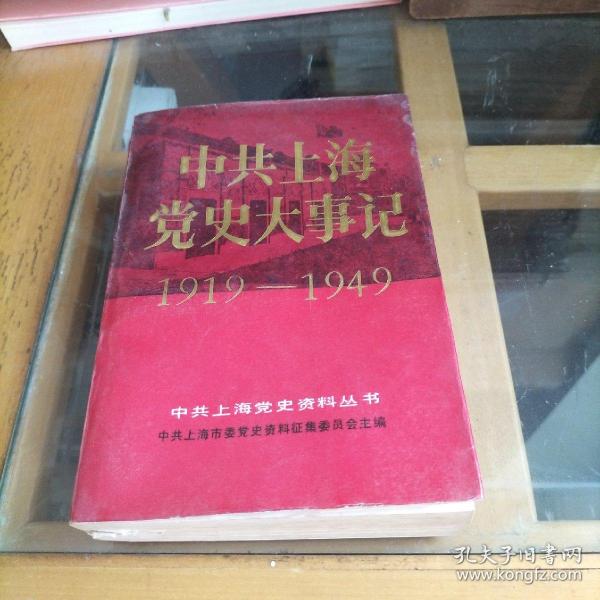 中共上海
党史大事记
1919—1949
中共上海党史资料丛书
中共上海市委党史资料征集委员会主编
孔夫子旧书网
www.kongfz.com